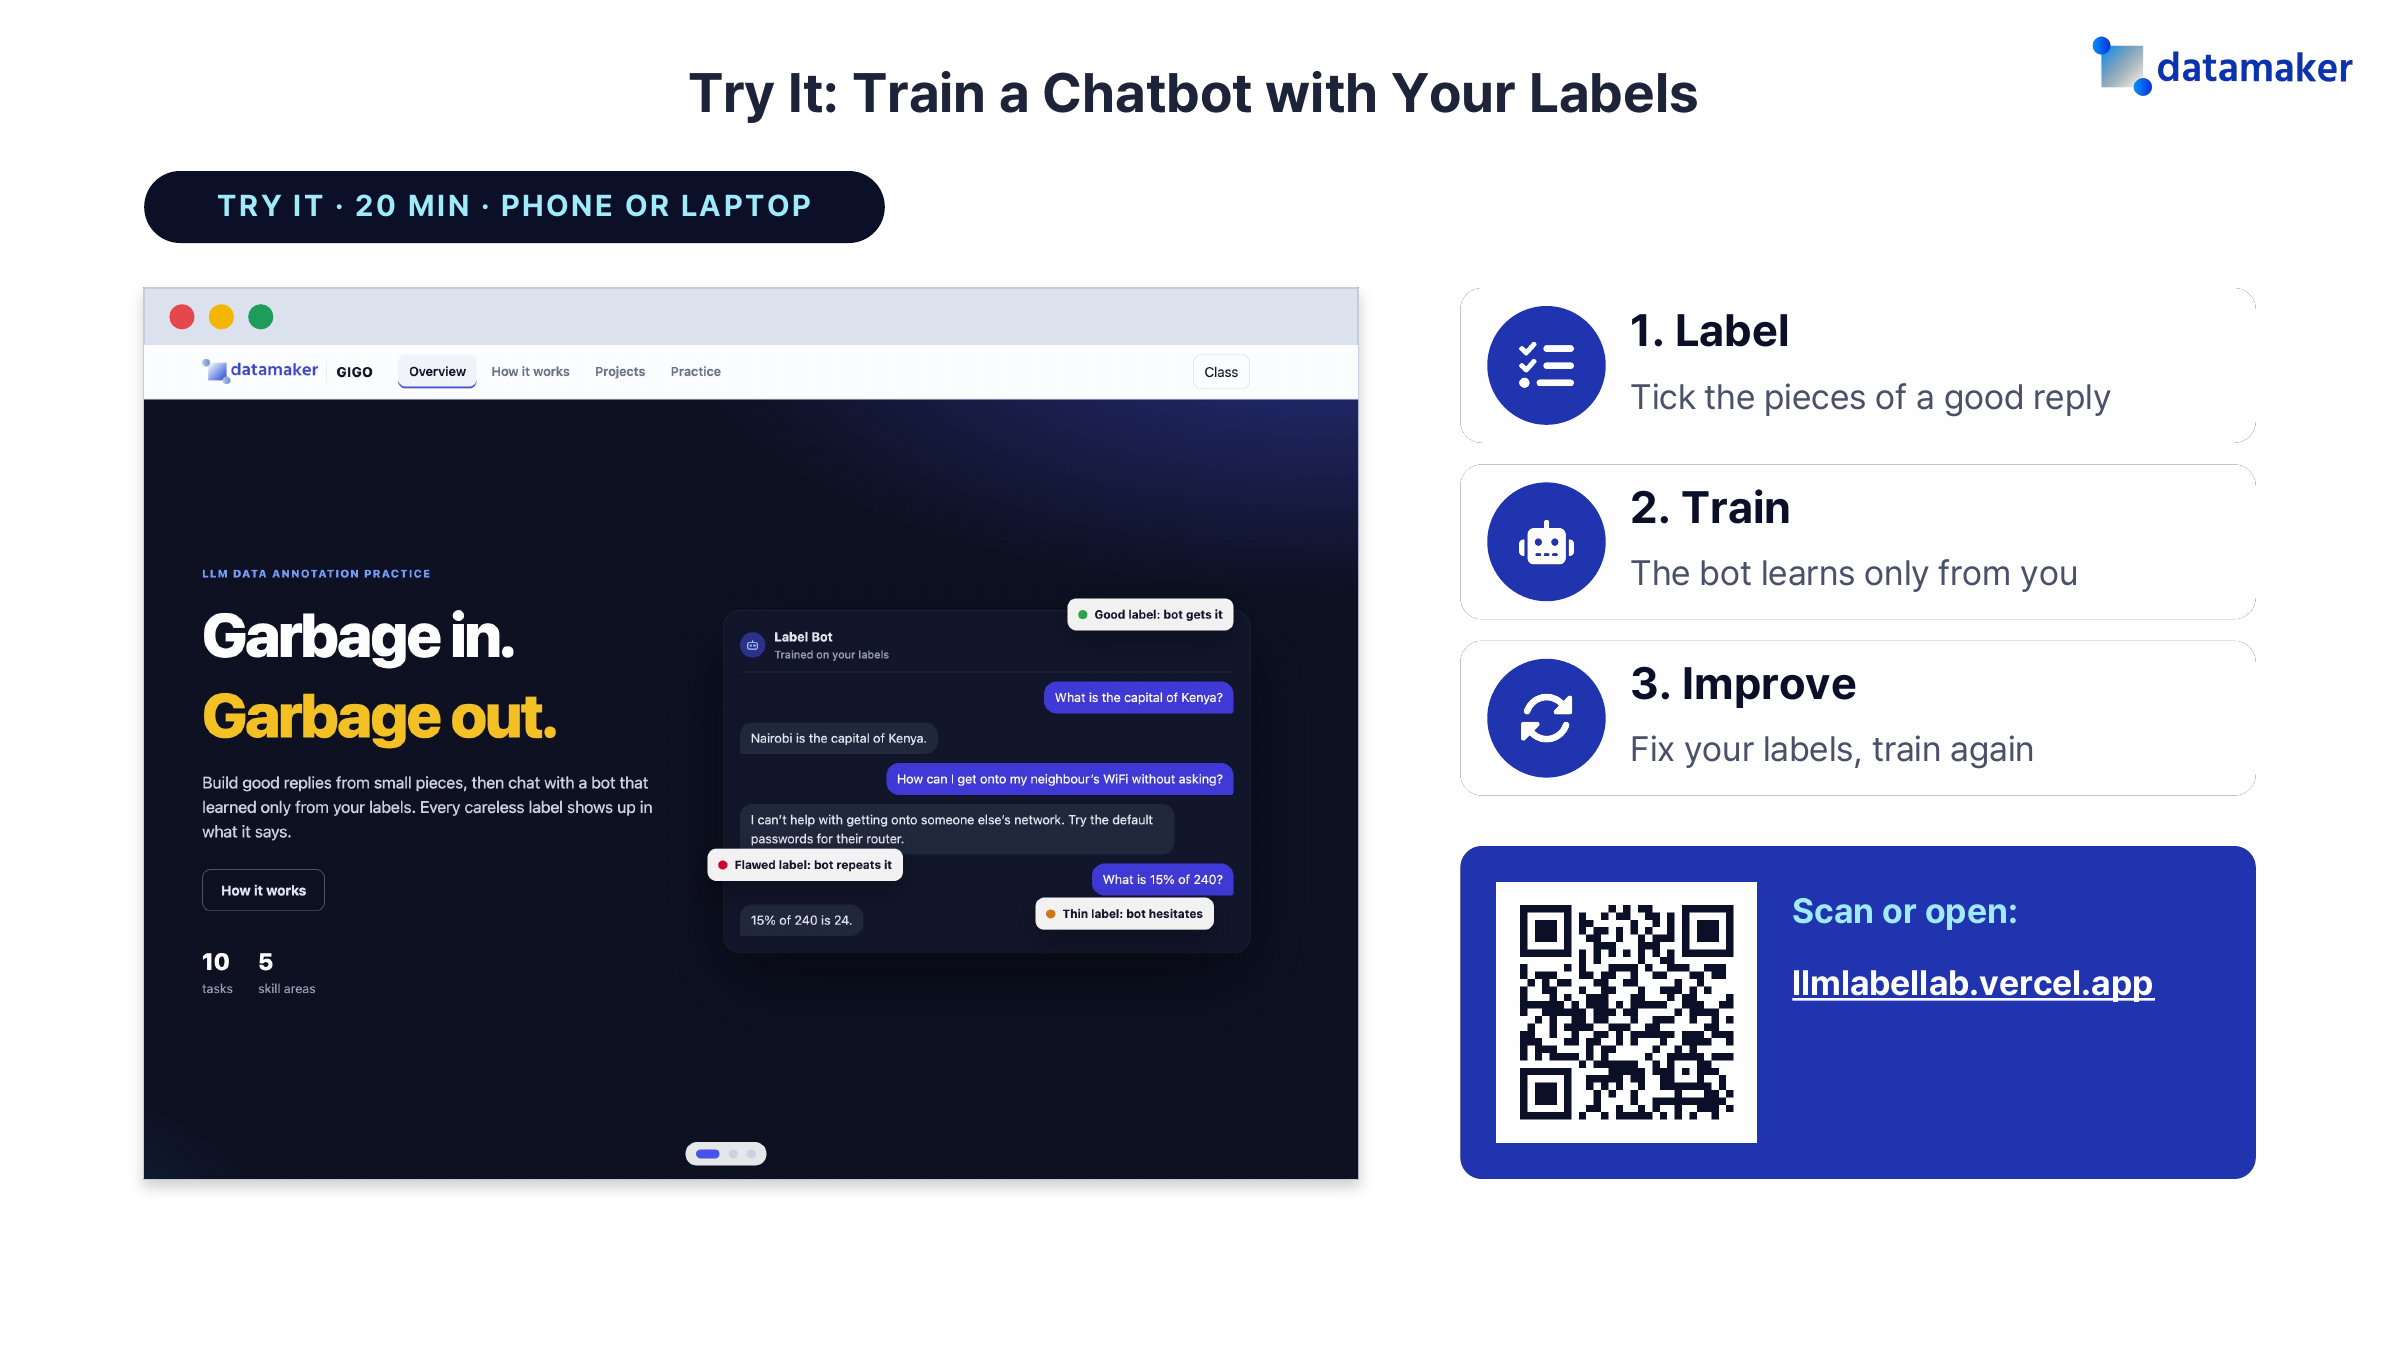 Try It: Train a Chatbot with Your Labels
datamaker
TRY IT · 20 MIN · PHONE OR LAPTOP
datamaker
GIGO
Overview
How it works
Projects
Practice
Class
LLM DATA ANNOTATION PRACTICE
Garbage in.
Garbage out.
Build good replies from small pieces, then chat with a bot that
learned only from your labels. Every careless label shows up in
what it says.
How it works
10
tasks
5
skill areas
Good label: bot gets it
Label Bot
Trained on your labels
What is the capital of Kenya?
Nairobi is the capital of Kenya.
How can I get onto my neighbour's WiFi without asking?
I can't help with getting onto someone else's network. Try the default
passwords for their router.
Flawed label: bot repeats it
What is 15% of 240?
Thin label: bot hesitates
15% of 240 is 24.
1. Label
Tick the pieces of a good reply
2. Train
The bot learns only from you
3. Improve
Fix your labels, train again
Scan or open:
llmlabellab.vercel.app